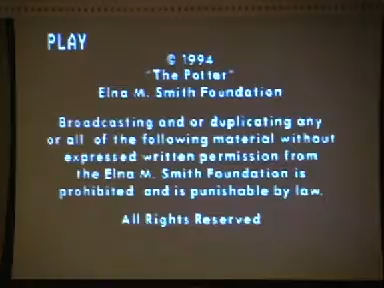 PLAY
© 1994
"The Potter"
Elna M. Smith Foundation
Broadcasting and or duplicating any
or all of the following material without
expressed written permission from
the Elna M. Smith Foundation is
prohibited and is punishable by law.
All Rights Reserved